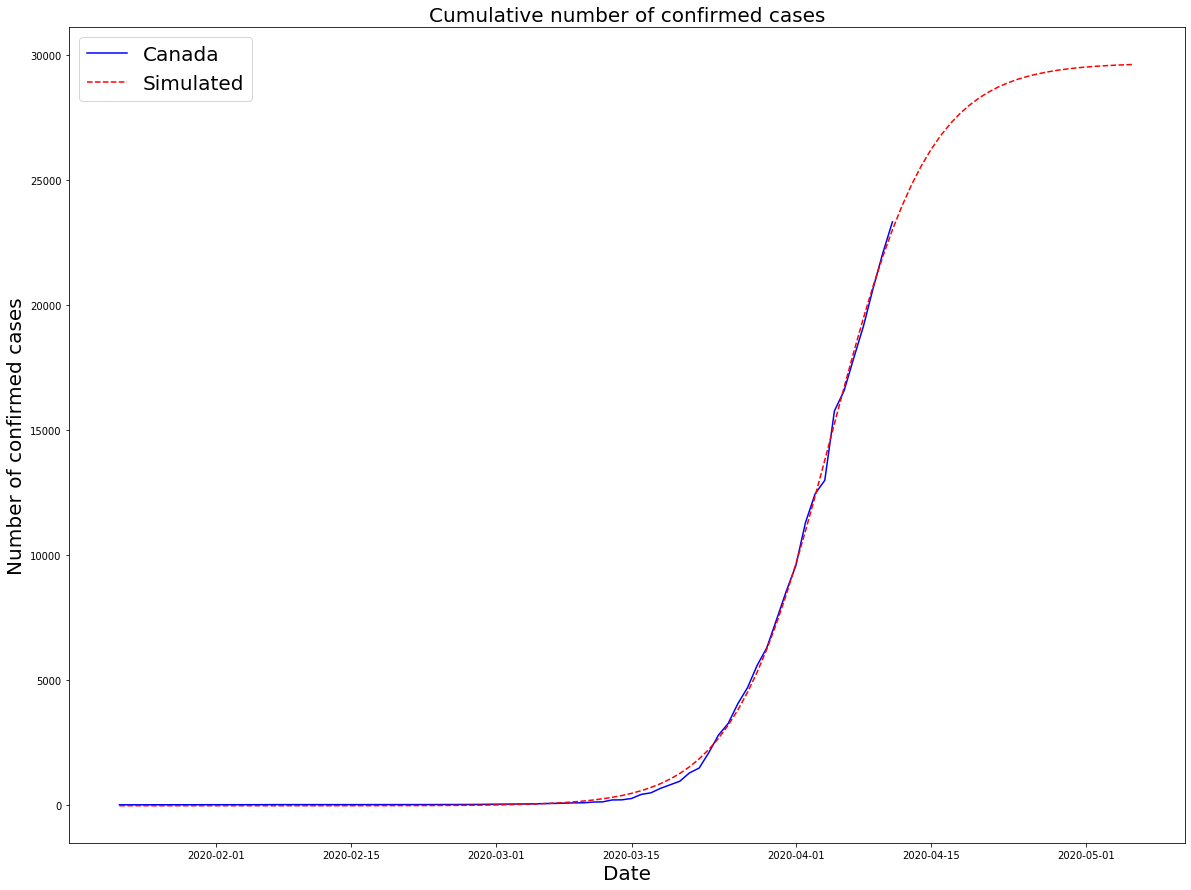 Cumulative number of confirmed cases
Canada
Simulated
Number of confirmed cases
30000
25000
20000
15000
10000
5000
0
2020-02-01
2020-02-15
2020-03-01
2020-03-15
2020-04-01
2020-04-15
2020-05-01
Date